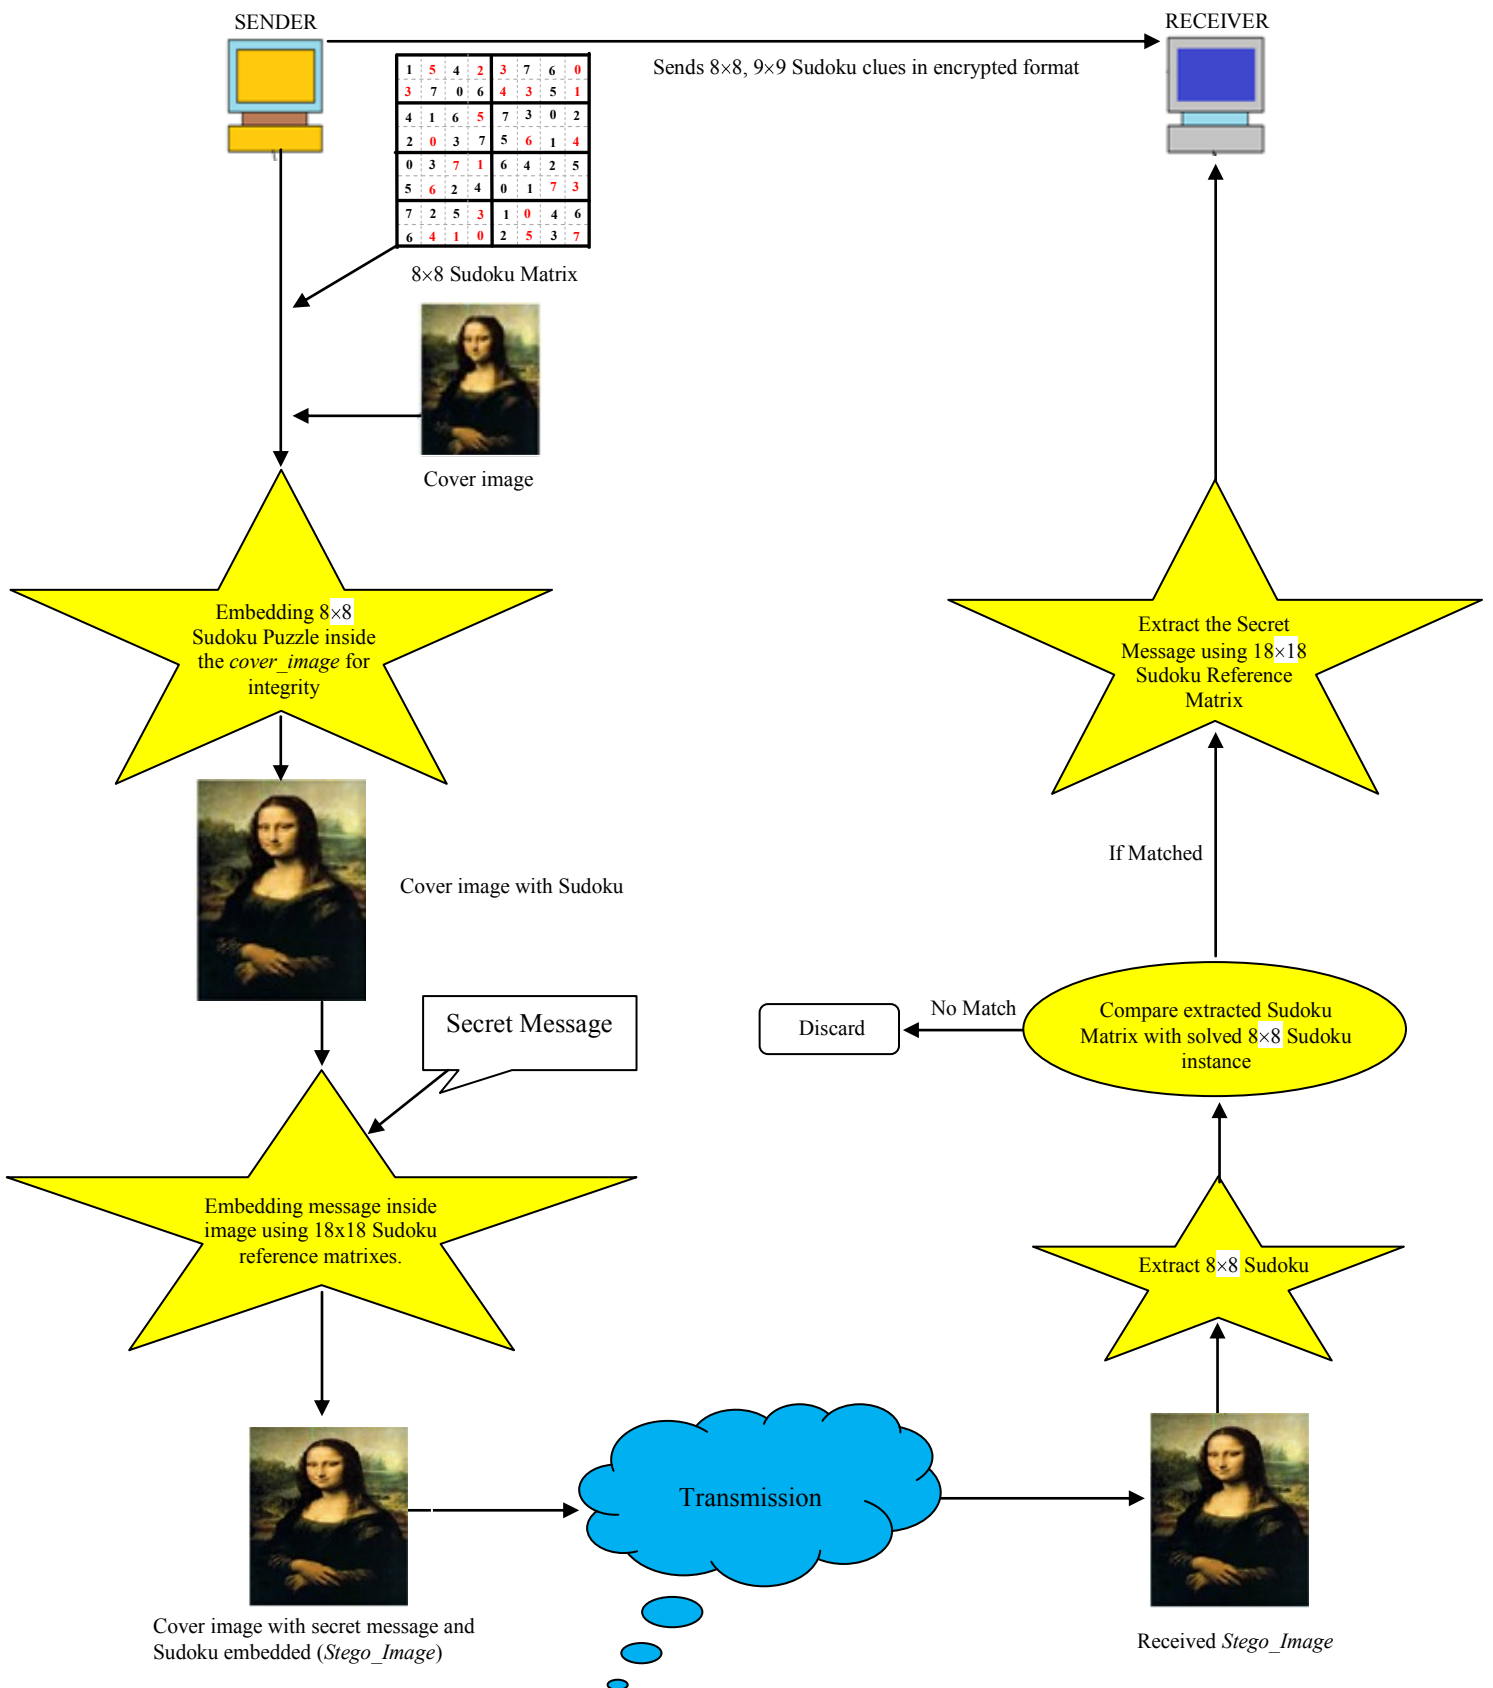 SENDER
RECEIVER
Sends 8×8, 9×9 Sudoku clues in encrypted format
1 5 4 2 3 7 6 0
3 7 0 6 4 3 5 1
4 1 6 5 7 3 0 2
2 0 3 7 5 6 1 4
0 3 7 1 6 4 2 5
5 6 2 4 0 1 7 3
7 2 5 3 1 0 4 6
6 4 1 0 2 5 3 7
8×8 Sudoku Matrix
Cover image
Embedding 8×8
Sudoku Puzzle inside
the cover_image for
integrity
Cover image with Sudoku
Secret Message
Embedding message inside
image using 18x18 Sudoku
reference matrixes.
Cover image with secret message and
Sudoku embedded (Stego_Image)
Transmission
Received Stego_Image
Extract 8×8 Sudoku
Compare extracted Sudoku
Matrix with solved 8×8 Sudoku
instance
No Match
Discard
If Matched
Extract the Secret
Message using 18×18
Sudoku Reference
Matrix